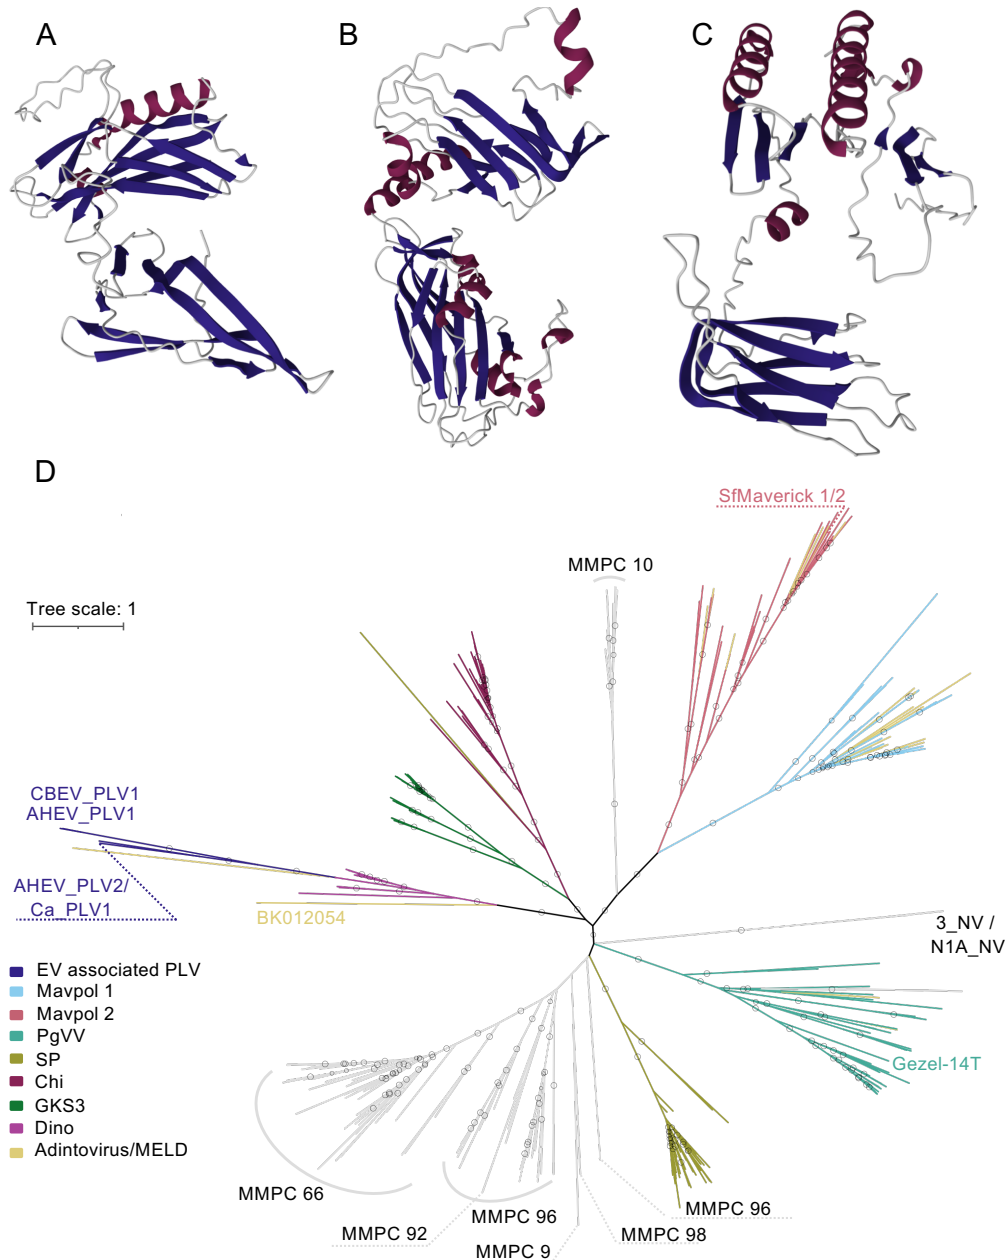 A
B
C
D
SfMaverick 1/2
MMPC 10
Tree scale: 1
CBEV_PLV1
AHEV_PLV1
AHEV_PLV2/
Ca_PLV1
BK012054
3_NV /
N1A_NV
EV associated PLV
Mavpol 1
Mavpol 2
PgVV
SP
Chi
GKS3
Dino
Adintovirus/MELD
Gezel-14T
MMPC 66
MMPC 92
MMPC 96
MMPC 9
MMPC 98
MMPC 96